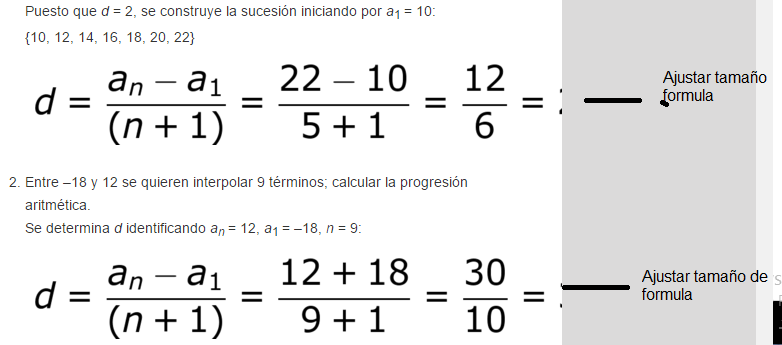 Puesto que d = 2, se construye la sucesión iniciando por a₁ = 10:
{10, 12, 14, 16, 18, 20, 22}
d = (aₙ − a₁)/(n + 1) = (22 − 10)/(5 + 1) = 12/6 =
Ajustar tamaño
formula
2. Entre –18 y 12 se quieren interpolar 9 términos; calcular la progresión
aritmética.
Se determina d identificando aₙ = 12, a₁ = –18, n = 9:
d = (aₙ − a₁)/(n + 1) = (12 + 18)/(9 + 1) = 30/10 =
Ajustar tamaño de
formula